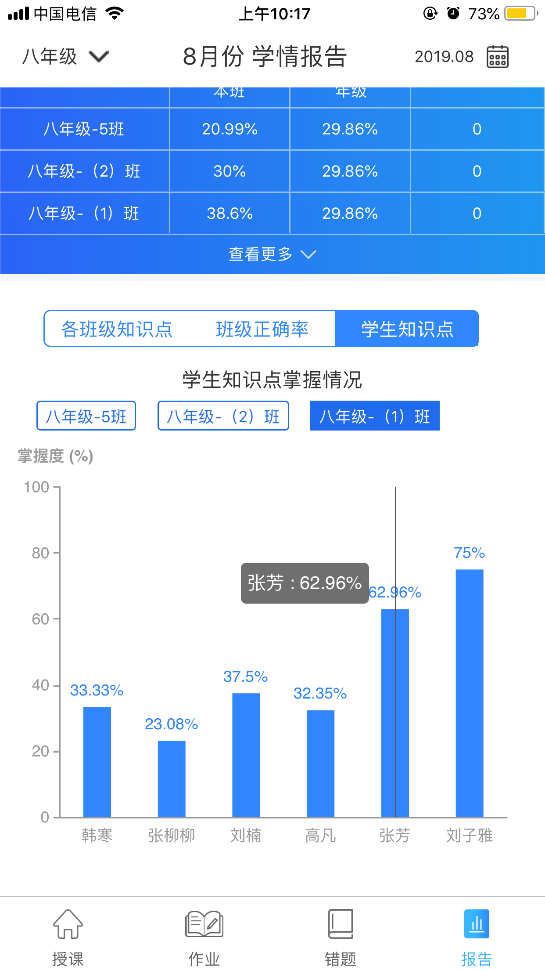 中国电信 上午10:17 73%
八年级 8月份 学情报告 2019.08
本班 年级
八年级-5班 20.99% 29.86% 0
八年级-（2）班 30% 29.86% 0
八年级-（1）班 38.6% 29.86% 0
查看更多
各班级知识点 班级正确率 学生知识点
学生知识点掌握情况
八年级-5班 八年级-（2）班 八年级-（1）班
掌握度 (%)
100
80
60
40
20
0
75%
张芳 : 62.96%
62.96%
37.5%
33.33%
32.35%
23.08%
韩寒 张柳柳 刘楠 高凡 张芳 刘子雅
授课 作业 错题 报告